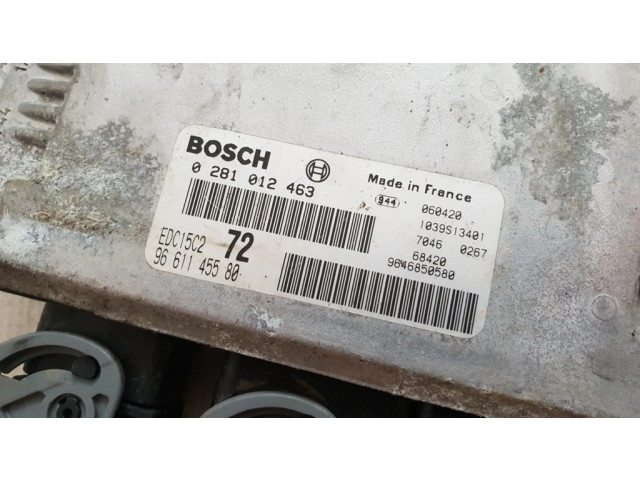 BOSCH
0 281 012 463
Made in France
944
060420
1039S13401
7046 0267
68420
9646850580
EDC15C2 72
96 611 455 80